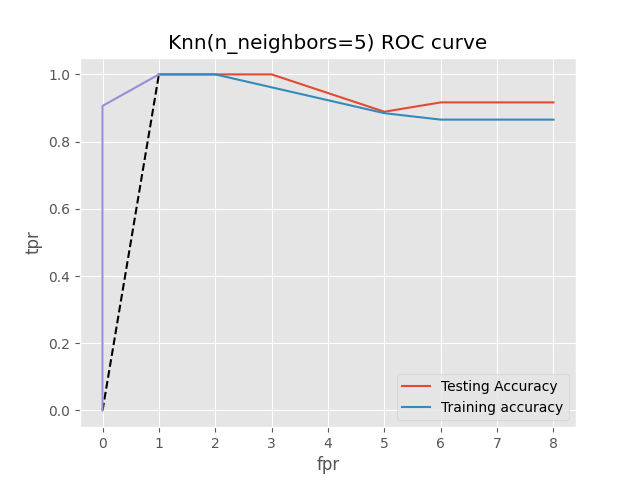 Knn(n_neighbors=5) ROC curve
1.0
0.8
0.6
0.4
0.2
0.0
tpr
0 1 2 3 4 5 6 7 8
fpr
Testing Accuracy
Training accuracy